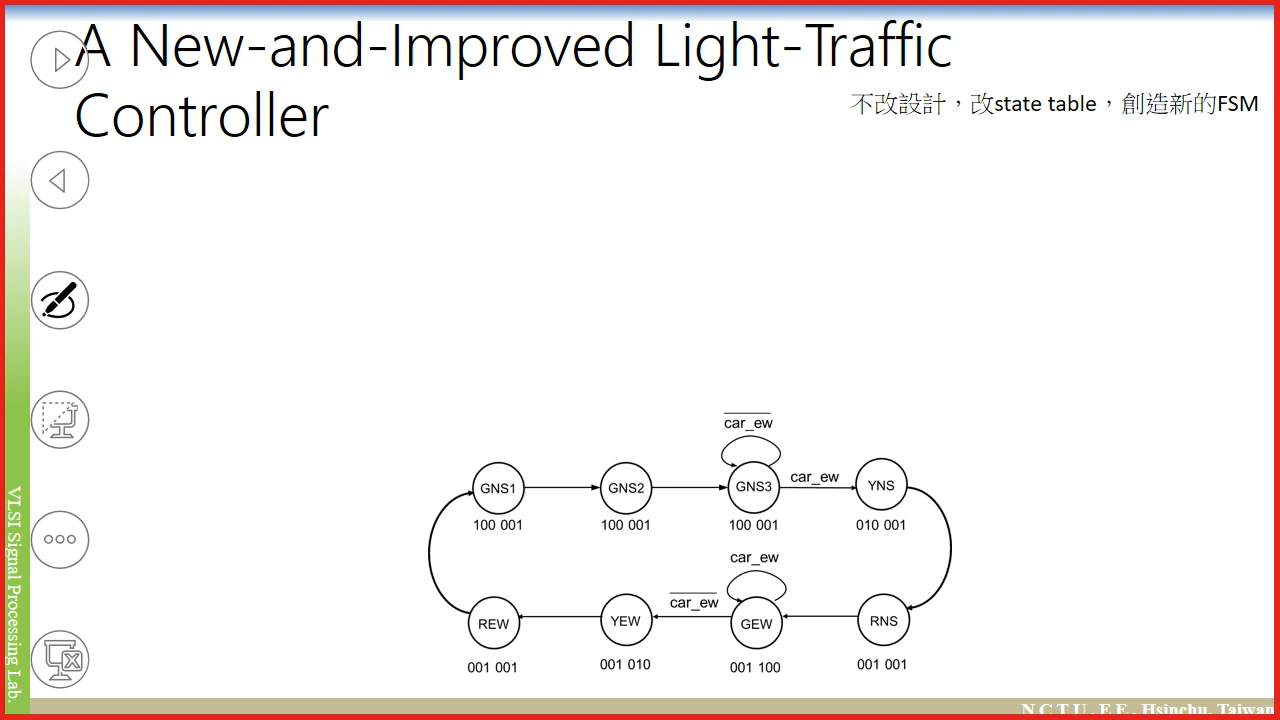 A New-and-Improved Light-Traffic
Controller
不改設計，改state table，創造新的FSM
car_ew
GNS1
GNS2
GNS3
car_ew
YNS
100 001
100 001
100 001
010 001
car_ew
REW
YEW
car_ew
GEW
RNS
001 001
001 010
001 100
001 001
VLSI Signal Processing Lab.
N C T U . E E , Hsinchu, Taiwan